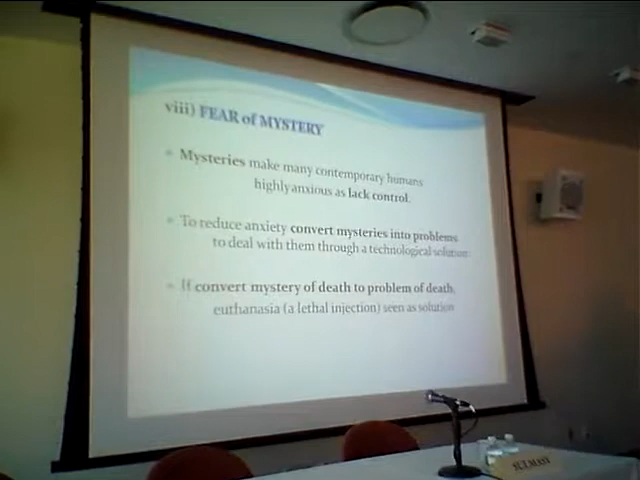 viii) FEAR of MYSTERY
Mysteries make many contemporary humans
highly anxious as lack control.
To reduce anxiety convert mysteries into problems
to deal with them through a technological solution
If convert mystery of death to problem of death,
euthanasia (a lethal injection) seen as solution
SULMASY